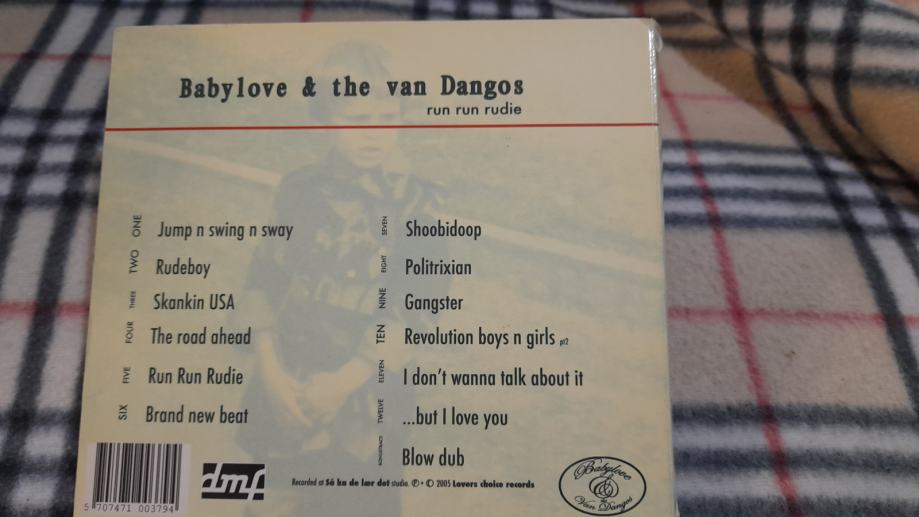 Babylove & the van Dangos
run run rudie
ONE Jump n swing n sway
TWO Rudeboy
THREE Skankin USA
FOUR The road ahead
FIVE Run Run Rudie
SIX Brand new beat
SEVEN Shoobidoop
EIGHT Politrixian
NINE Gangster
TEN Revolution boys n girls pt2
ELEVEN I don't wanna talk about it
TWELVE ...but I love you
BONUSTRACK Blow dub
5 707471 003794
dmf
Recorded at Så ka de lær det studio. ℗ + © 2005 Lovers choice records
Babylove
& the
Van Dangos